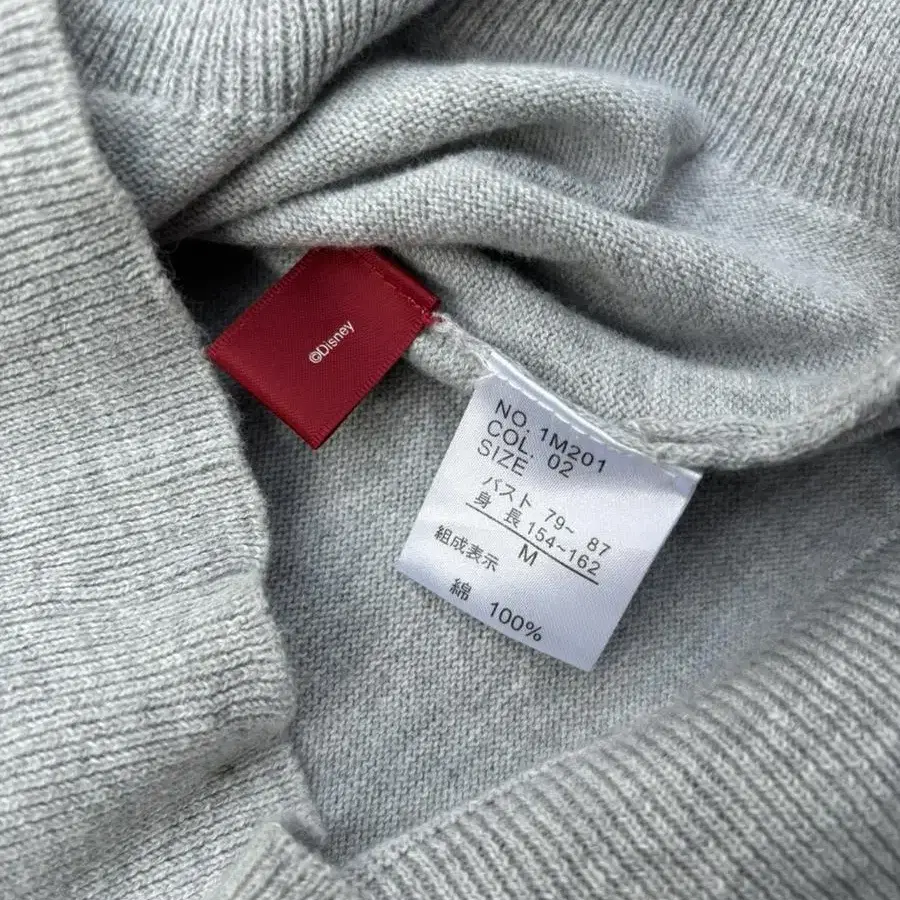 ©Disney
NO. 1M201
COL. 02
SIZE
バスト 79~ 87
身 長 154~162
M
組成表示
綿 100%